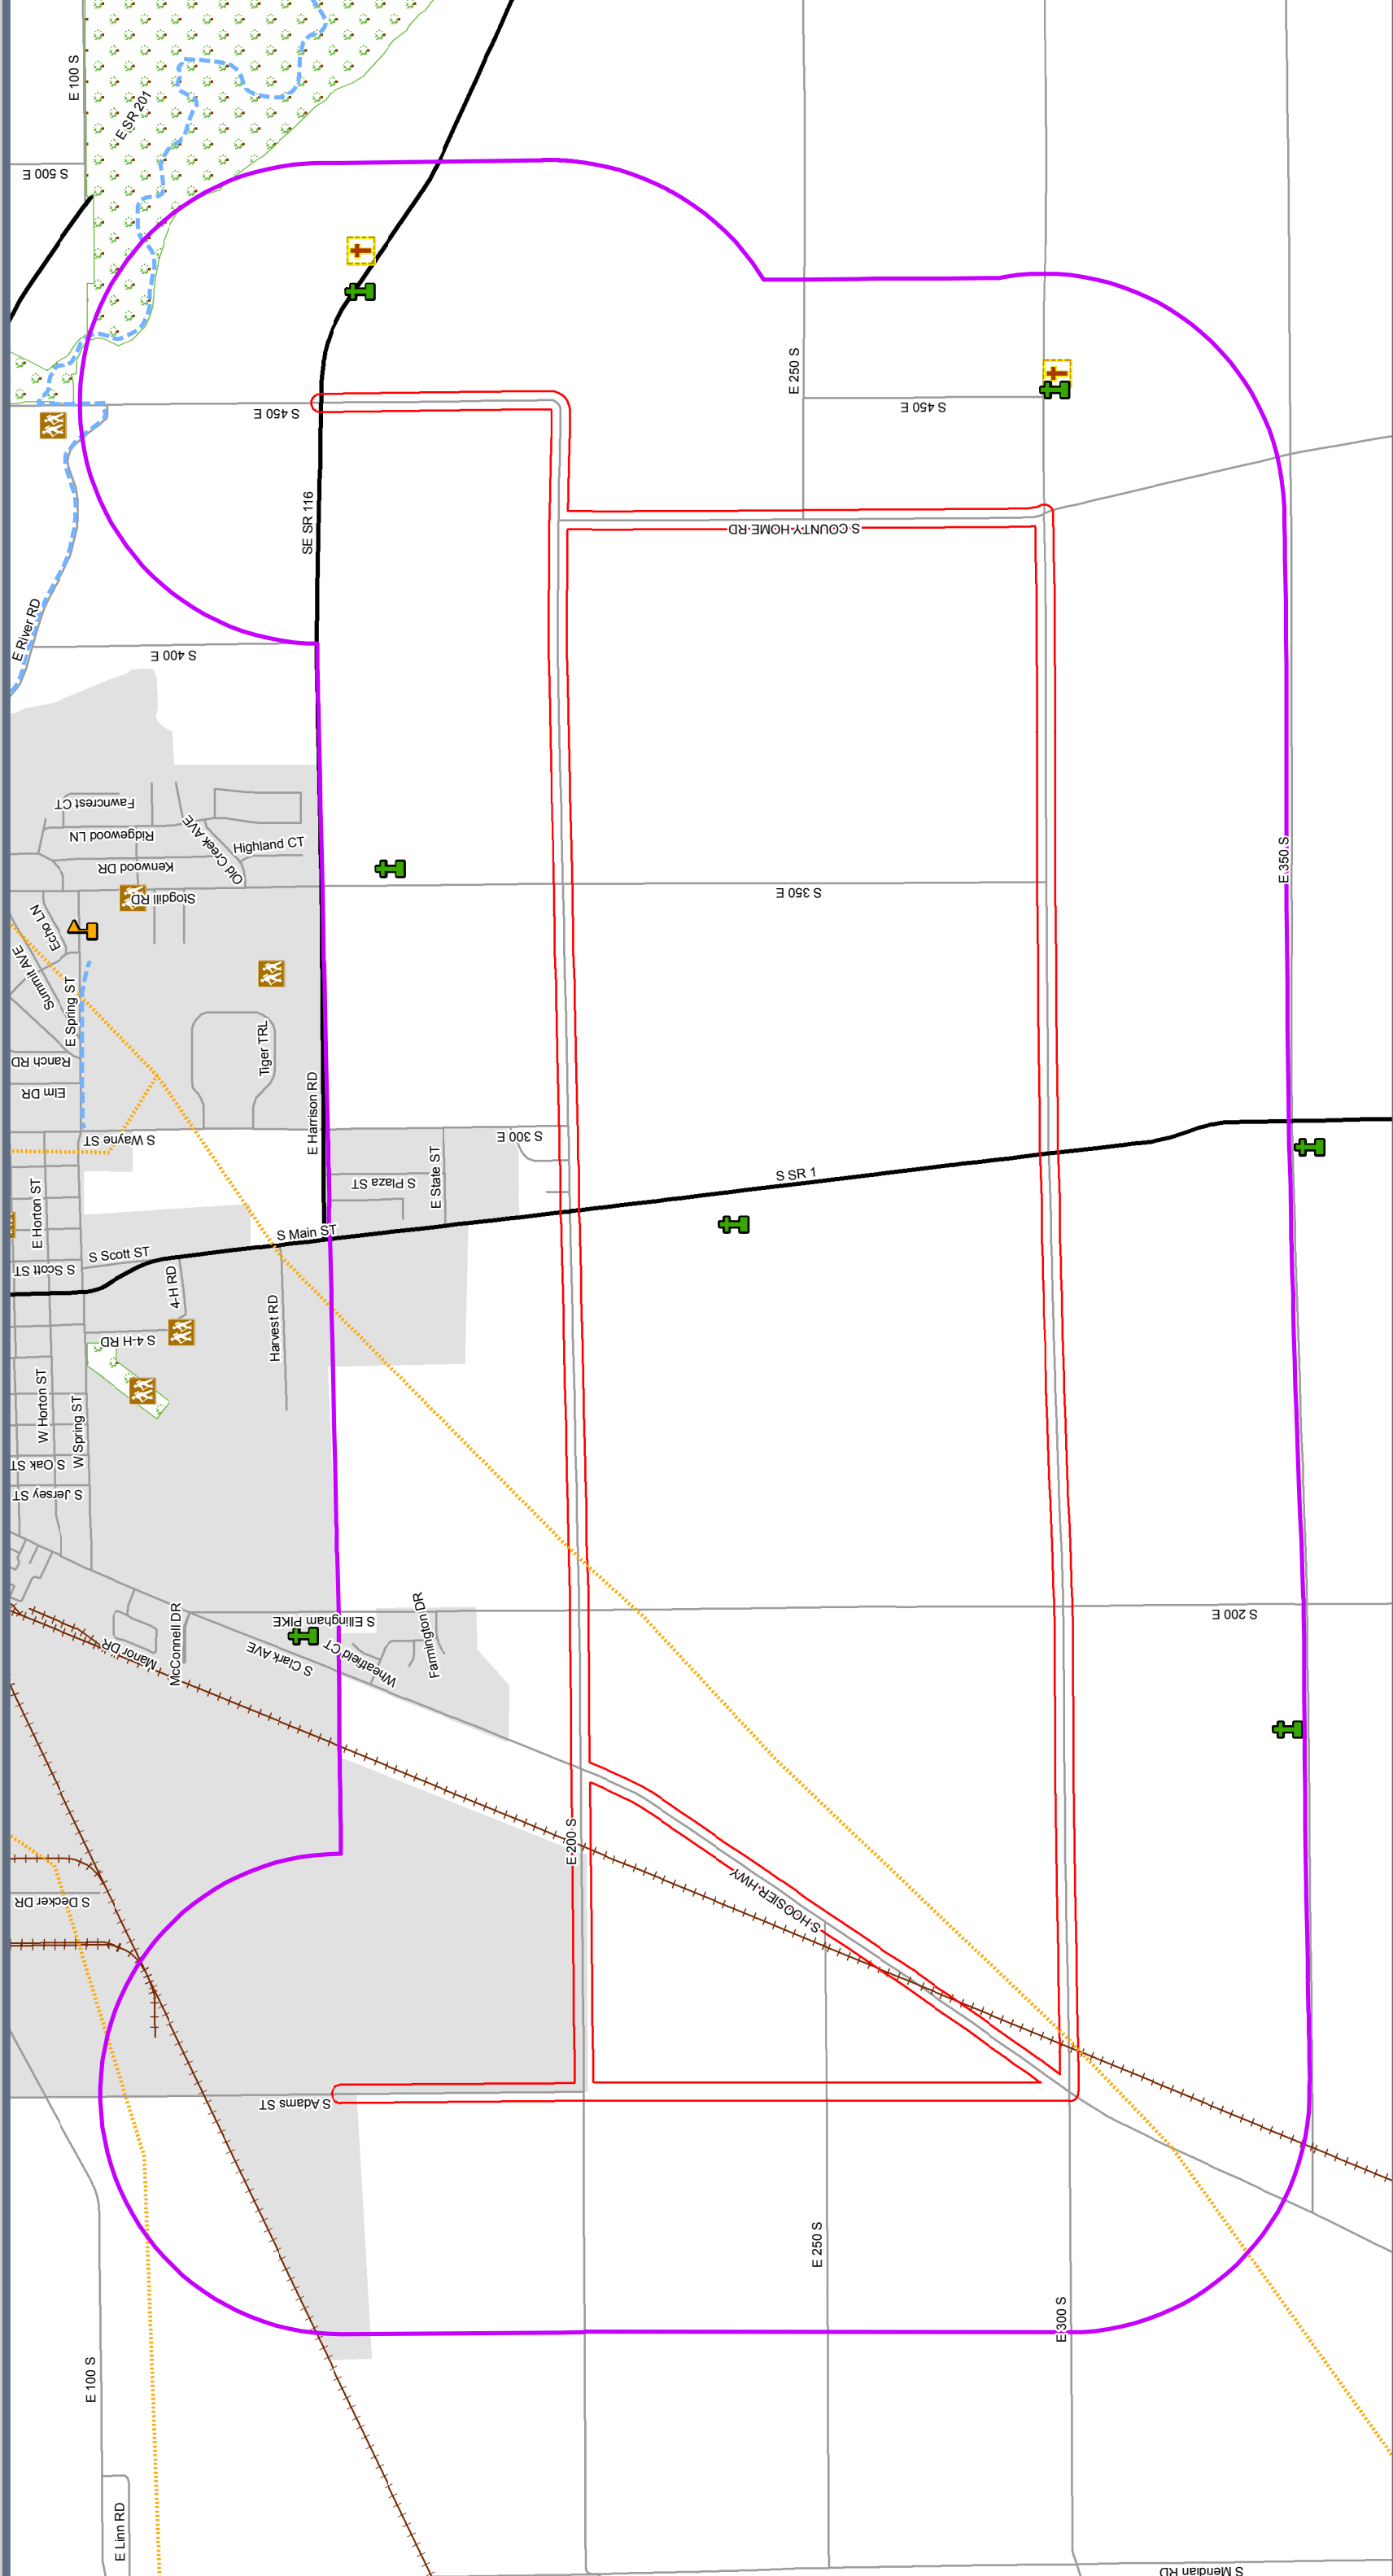 E 100 S
E SR 201
S 500 E
E 250 S
S 450 E
S 450 E
SE SR 116
S COUNTY HOME RD
E River RD
S 400 E
Fawncrest CT
Ridgewood LN
Old Creek AVE
Highland CT
Kenwood DR
Stogdill RD
S 350 E
E 350 S
Echo LN
Summit AVE
E Spring ST
Ranch RD
Tiger TRL
Elm DR
E Harrison RD
S Wayne ST
S 300 E
S Plaza ST
E State ST
S SR 1
E Horton ST
S Main ST
S Scott ST
S Scott ST
4-H RD
Harvest RD
S 4-H RD
W Horton ST
W Spring ST
S Oak ST
S Jersey ST
S 200 E
S Ellingham PIKE
Farmington DR
McConnell DR
Manor DR
S Clark AVE
Wheatfield CT
E 200 S
S HOOSIER HWY
S Decker DR
S Adams ST
E 250 S
E 300 S
E 100 S
E Linn RD
S Meridian RD